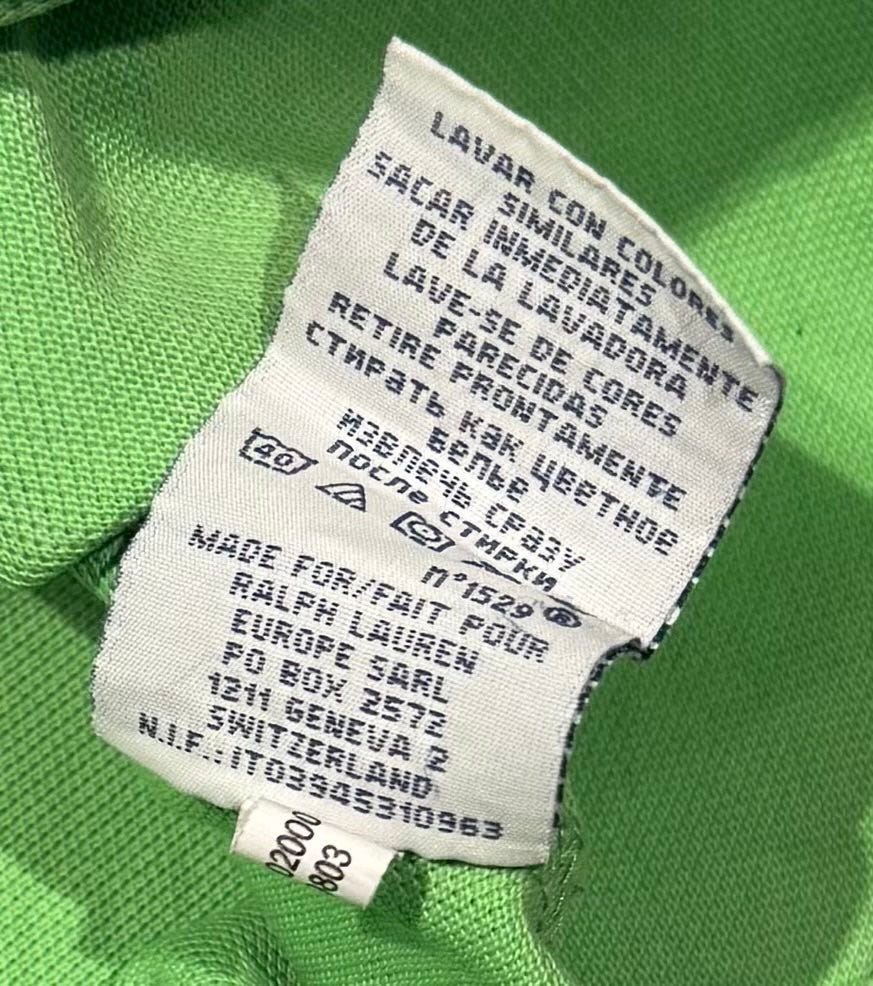 LAVAR CON COLORES
SIMILARES
SACAR INMEDIATAMENTE
DE LA LAVADORA
LAVE-SE DE CORES
PARECIDAS
RETIRE PRONTAMENTE
СТИРАТЬ КАК ЦВЕТНОЕ
БЕЛЬЕ
ИЗВЛЕЧЬ СРАЗУ
ПОСЛЕ СТИРКИ
40
n°1529 ®
MADE FOR/FAIT POUR
RALPH LAUREN
EUROPE SARL
PO BOX 2572
1211 GENEVA 2
SWITZERLAND
N.I.F.:IT03945310963
02000
803